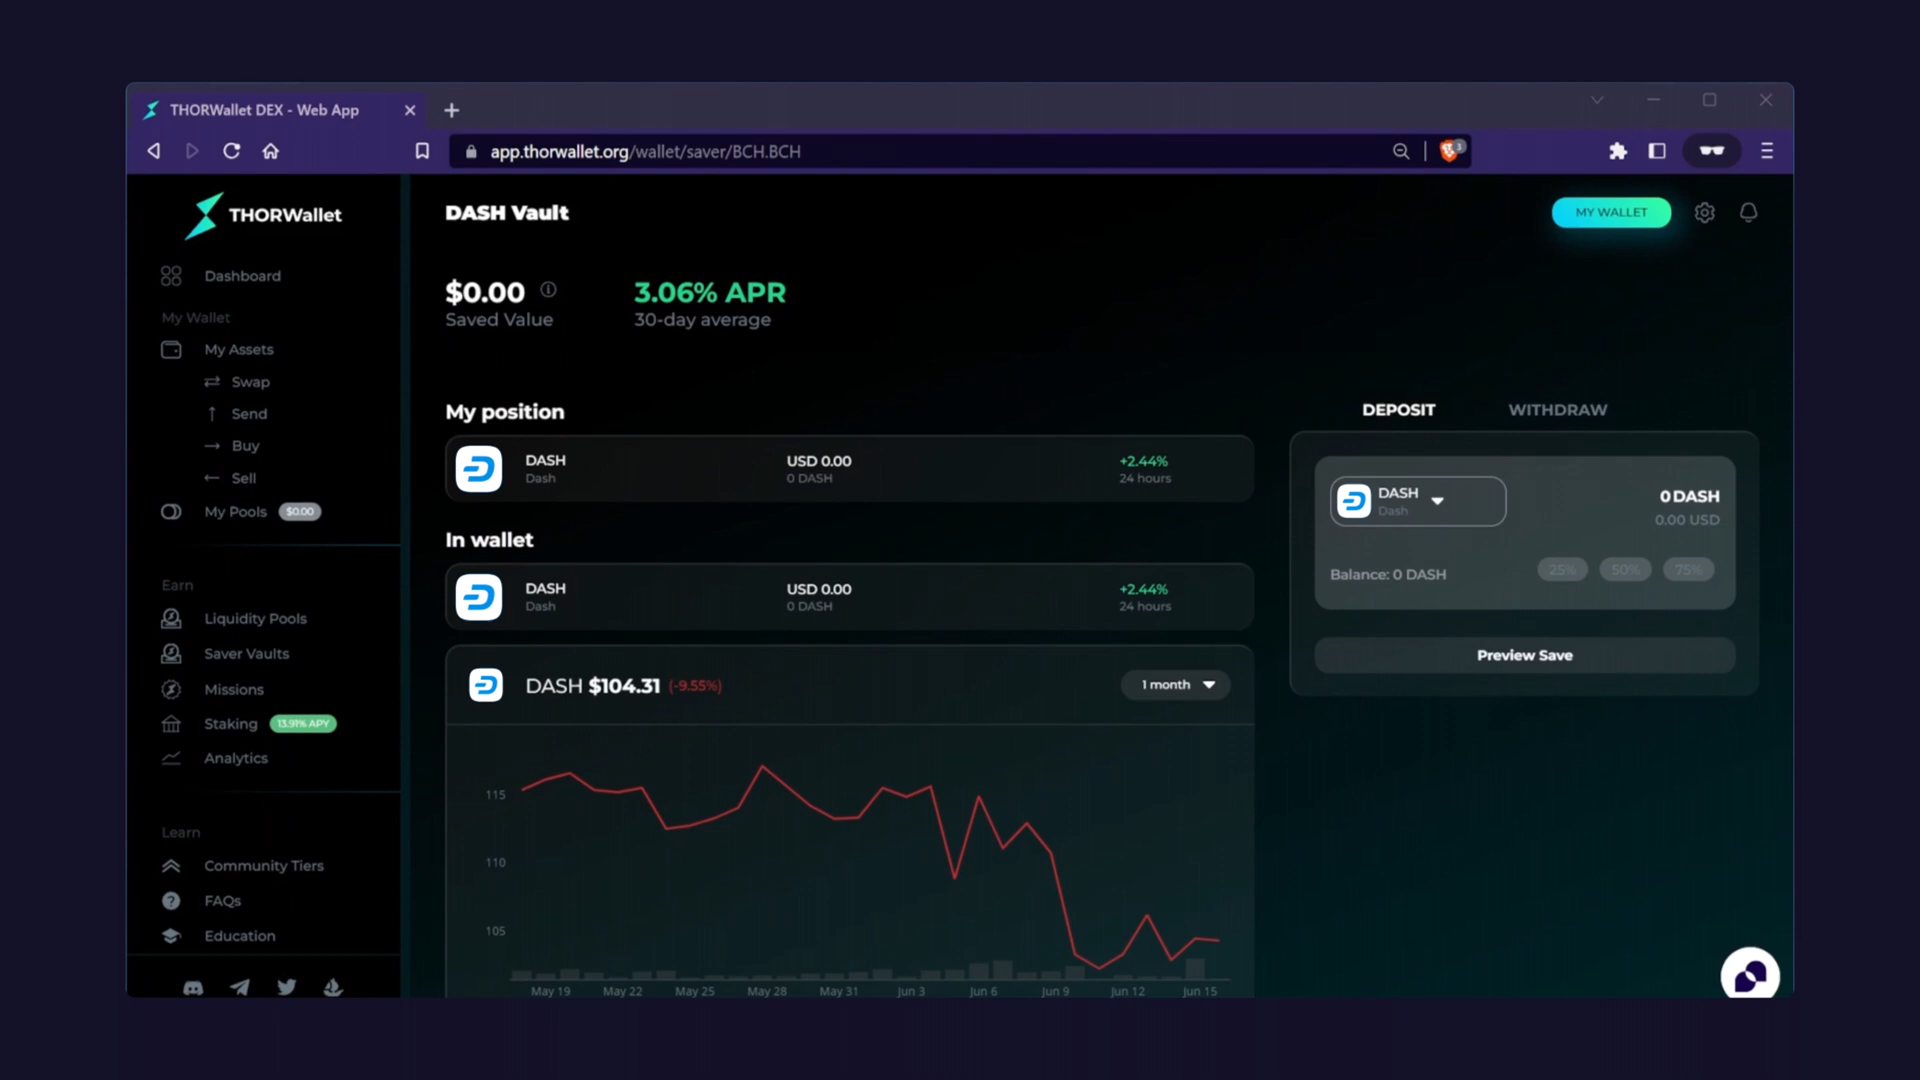 THORWallet DEX - Web App
app.thorwallet.org/wallet/saver/BCH.BCH
3
THORWallet
Dashboard
My Wallet
My Assets
Swap
Send
Buy
Sell
My Pools $0.00
Earn
Liquidity Pools
Saver Vaults
Missions
Staking 13.91% APY
Analytics
Learn
Community Tiers
FAQs
Education
DASH Vault
MY WALLET
$0.00
Saved Value
3.06% APR
30-day average
My position
DASH USD 0.00 +2.44%
Dash 0 DASH 24 hours
In wallet
DASH USD 0.00 +2.44%
Dash 0 DASH 24 hours
DASH $104.31 (-9.55%) 1 month
115
110
105
May 19 May 22 May 25 May 28 May 31 Jun 3 Jun 6 Jun 9 Jun 12 Jun 15
DEPOSIT WITHDRAW
DASH 0 DASH
Dash 0.00 USD
Balance: 0 DASH 25% 50% 75%
Preview Save